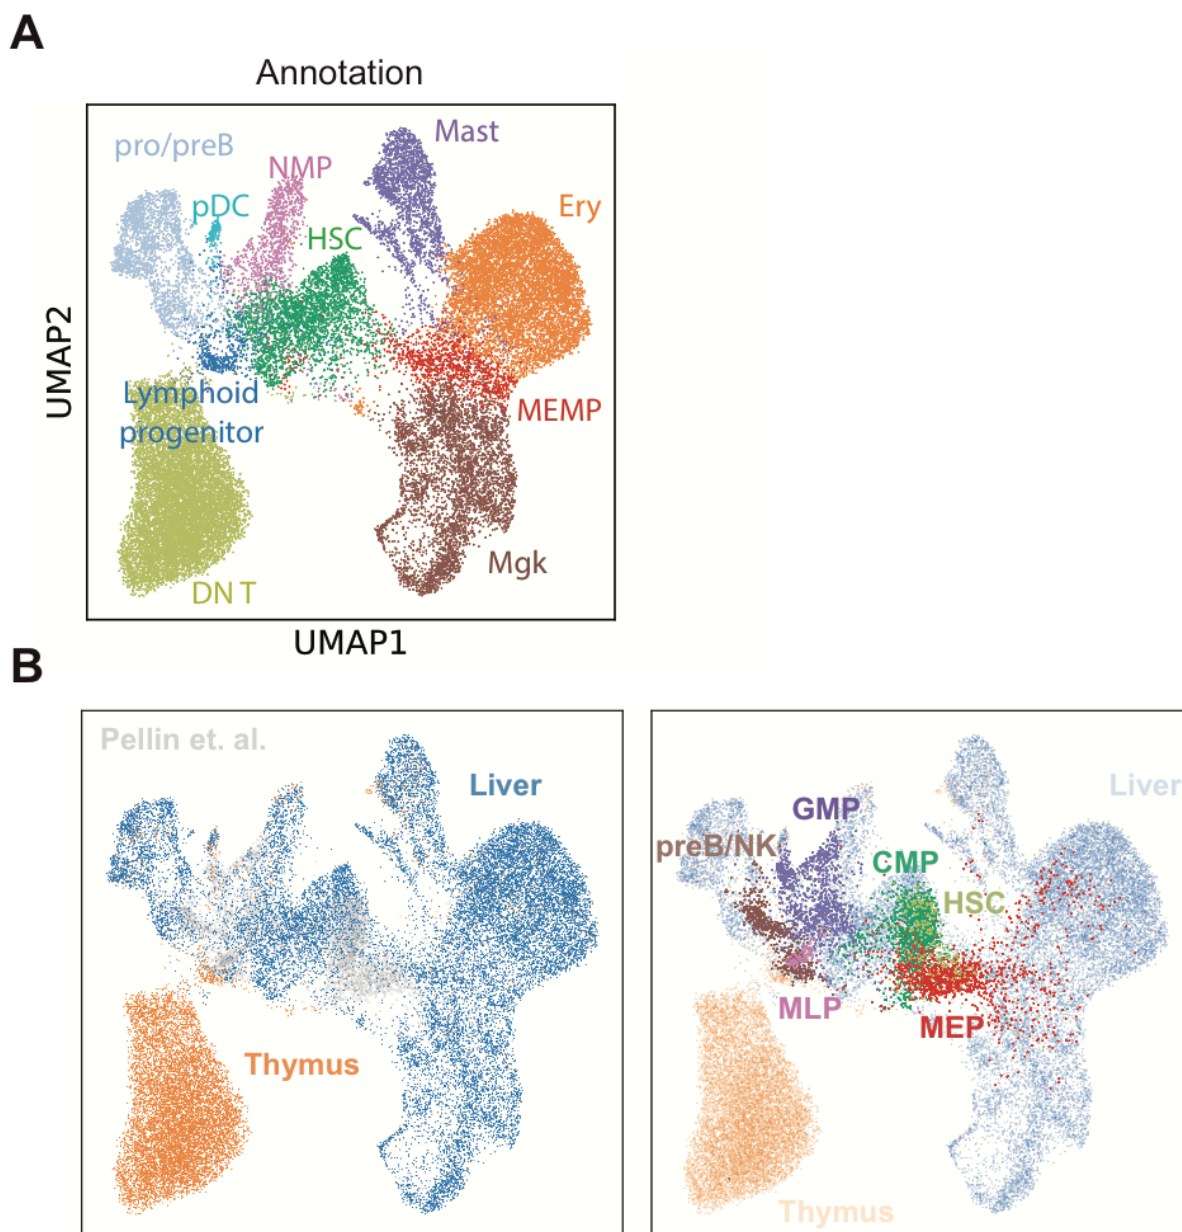 A
Annotation
pro/preB
Mast
NMP
pDC
Ery
HSC
UMAP2
Lymphoid
progenitor
MEMP
Mgk
DN T
UMAP1
B
Pellin et. al.
Liver
Thymus
Liver
GMP
preB/NK
CMP
HSC
MLP
MEP
Thymus